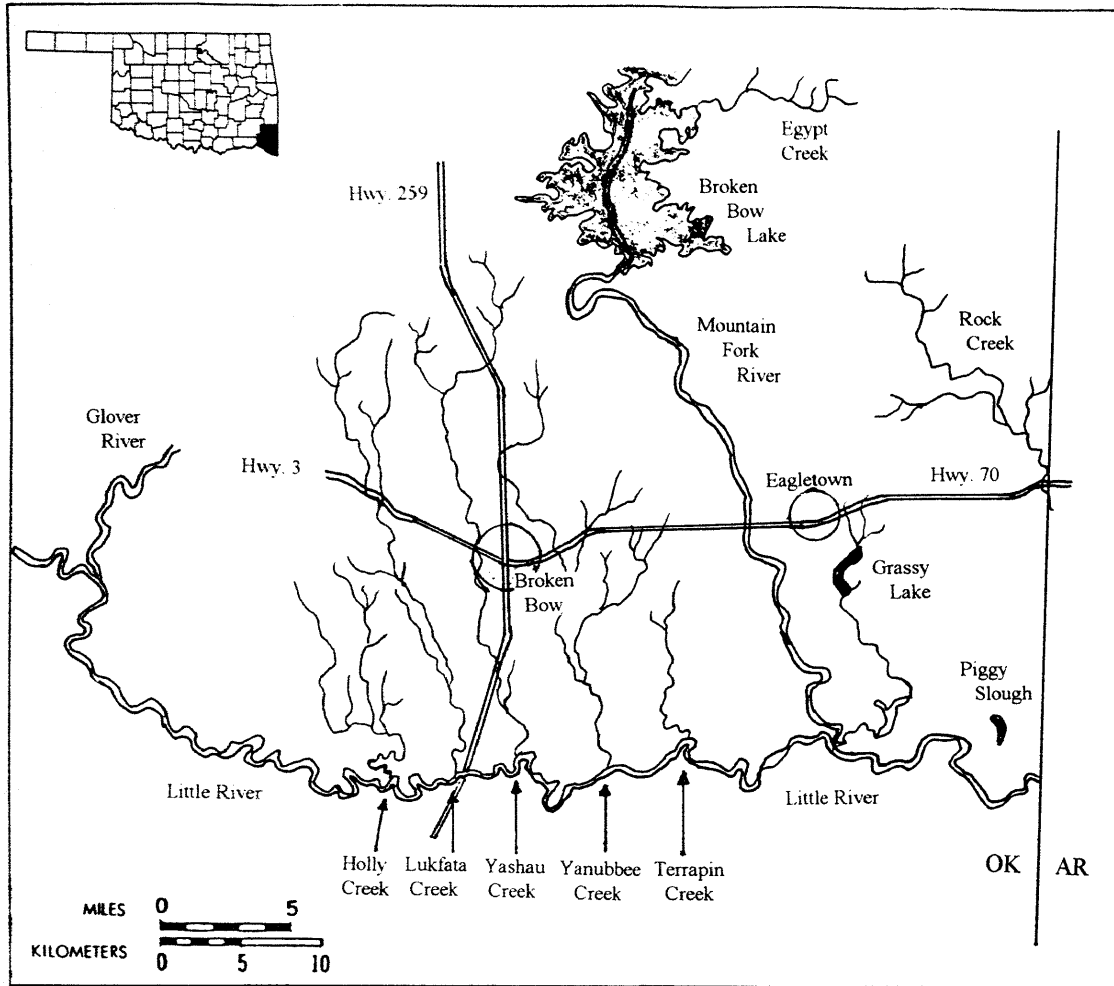 Egypt
Creek
Hwy. 259
Broken
Bow
Lake
Mountain
Fork
River
Rock
Creek
Glover
River
Hwy. 3
Eagletown
Hwy. 70
Broken
Bow
Grassy
Lake
Piggy
Slough
Little River
Little River
Holly
Creek
Lukfata
Creek
Yashau
Creek
Yanubbee
Creek
Terrapin
Creek
OK
AR
MILES 0 5
KILOMETERS
0 5 10